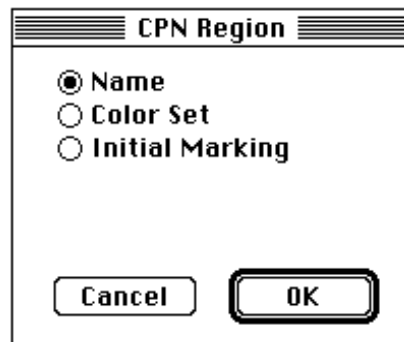 CPN Region
Name
Color Set
Initial Marking
Cancel OK